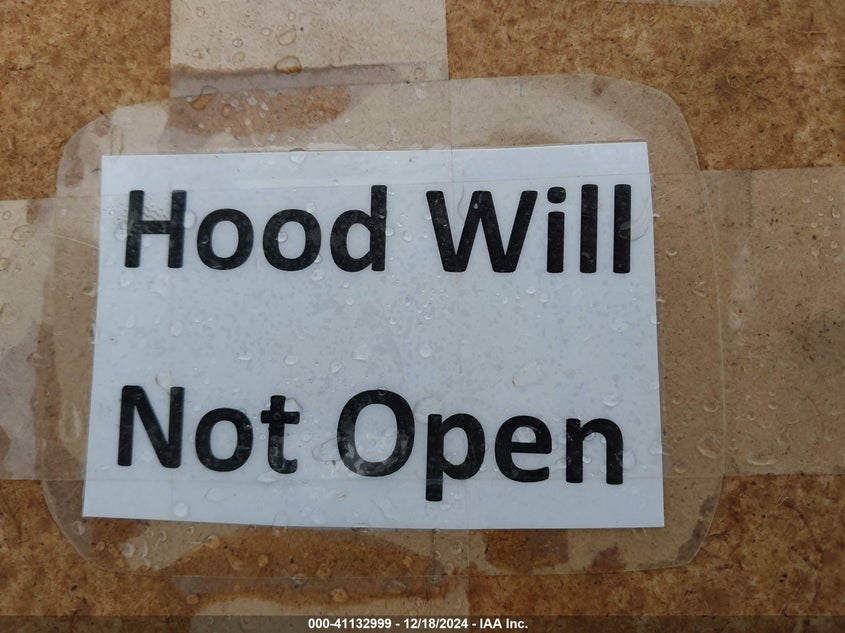 Hood Will
Not Open
000-41132999 - 12/18/2024 - IAA Inc.